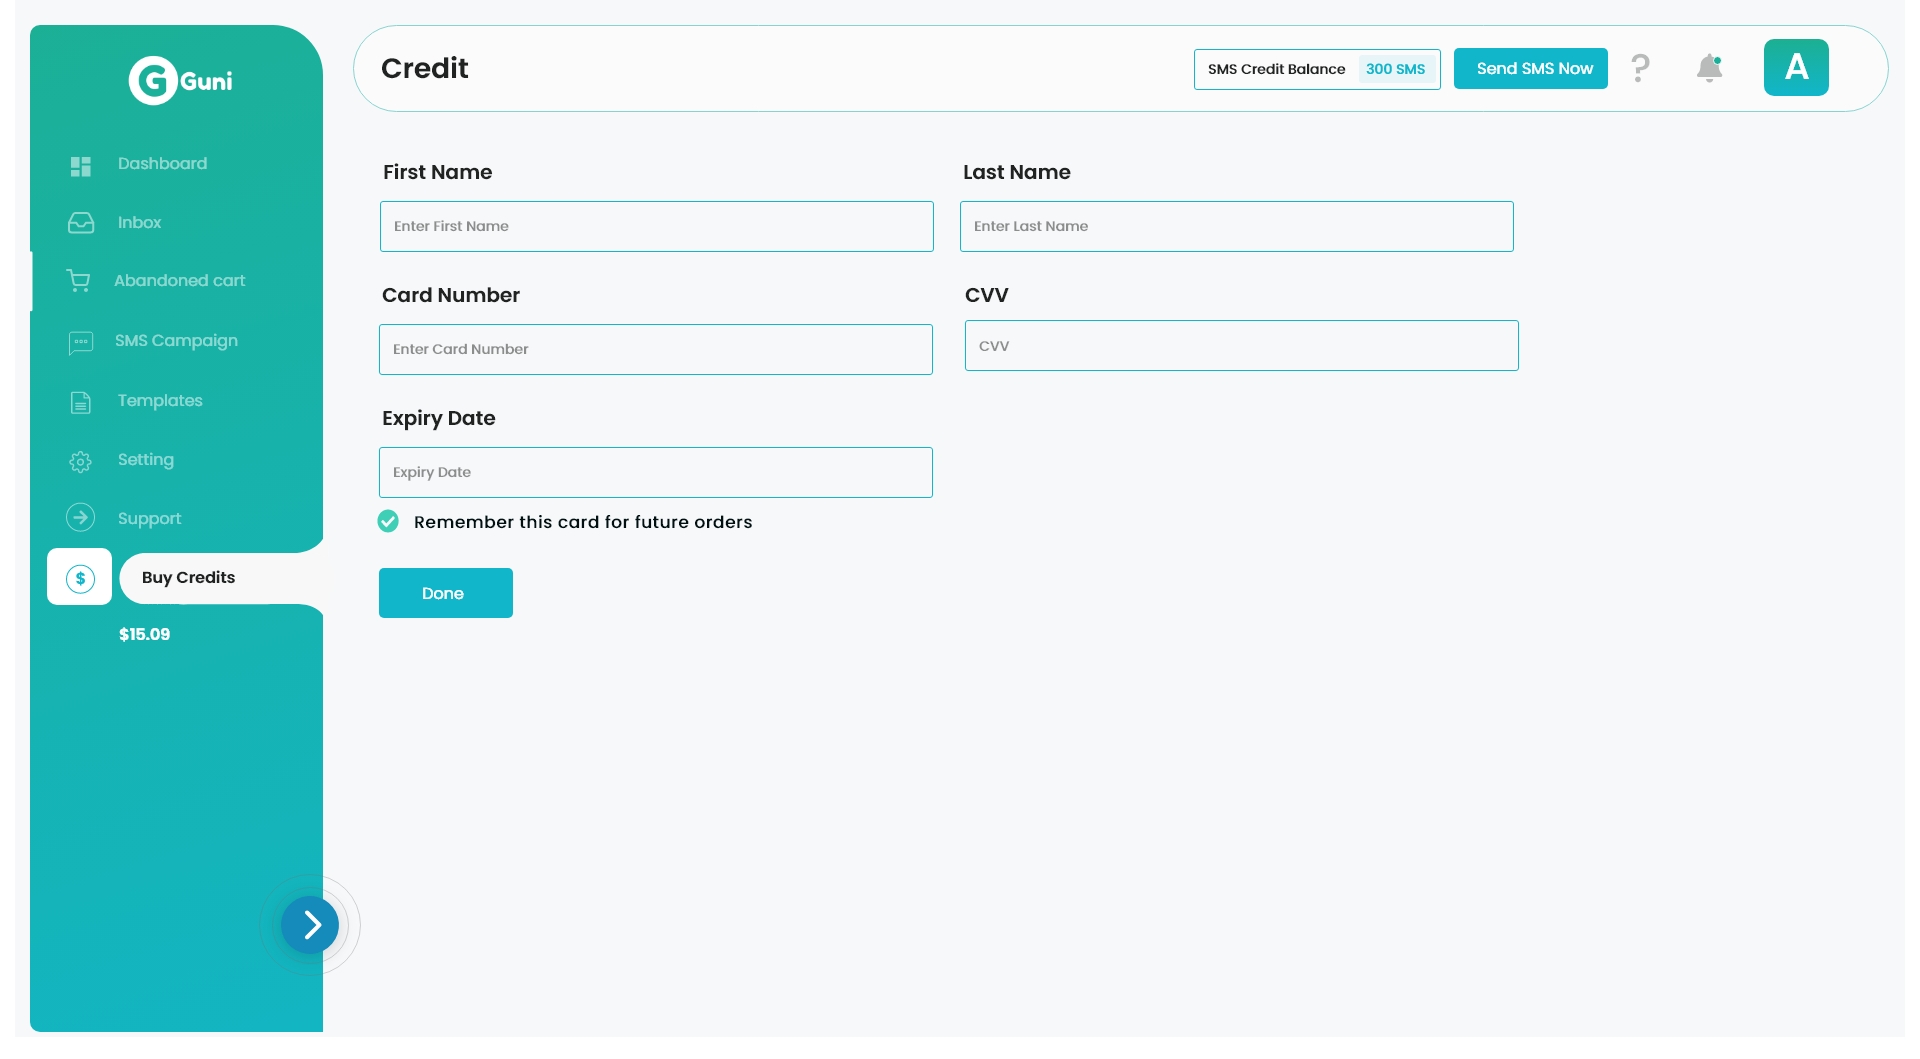 Guni
Dashboard
Inbox
Abandoned cart
SMS Campaign
Templates
Setting
Support
$
Buy Credits
$15.09
Credit
SMS Credit Balance 300 SMS
Send SMS Now
?
A
First Name
Enter First Name
Last Name
Enter Last Name
Card Number
Enter Card Number
CVV
CVV
Expiry Date
Expiry Date
Remember this card for future orders
Done